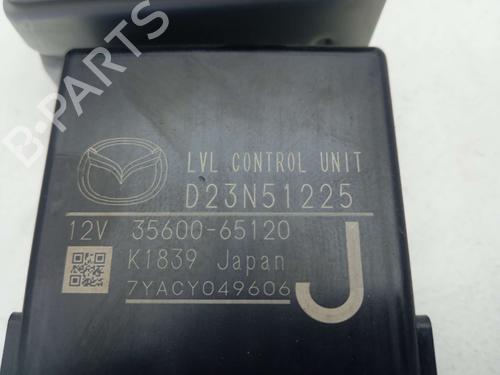 LVL CONTROL UNIT
D23N51225
12V 35600-65120
K1839 Japan
7YACY049606
J
B-PARTS